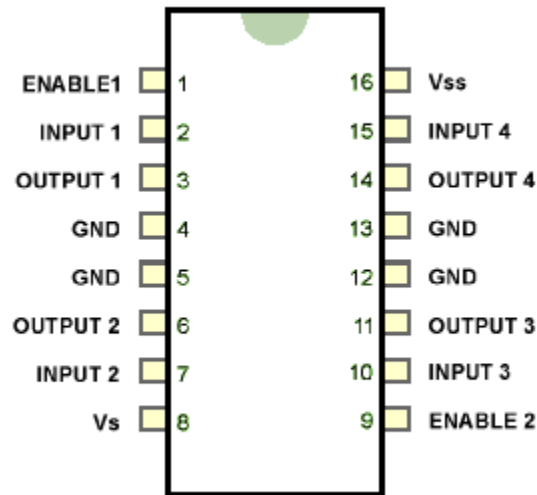 ENABLE1 1 16 Vss
INPUT 1 2 15 INPUT 4
OUTPUT 1 3 14 OUTPUT 4
GND 4 13 GND
GND 5 12 GND
OUTPUT 2 6 11 OUTPUT 3
INPUT 2 7 10 INPUT 3
Vs 8 9 ENABLE 2